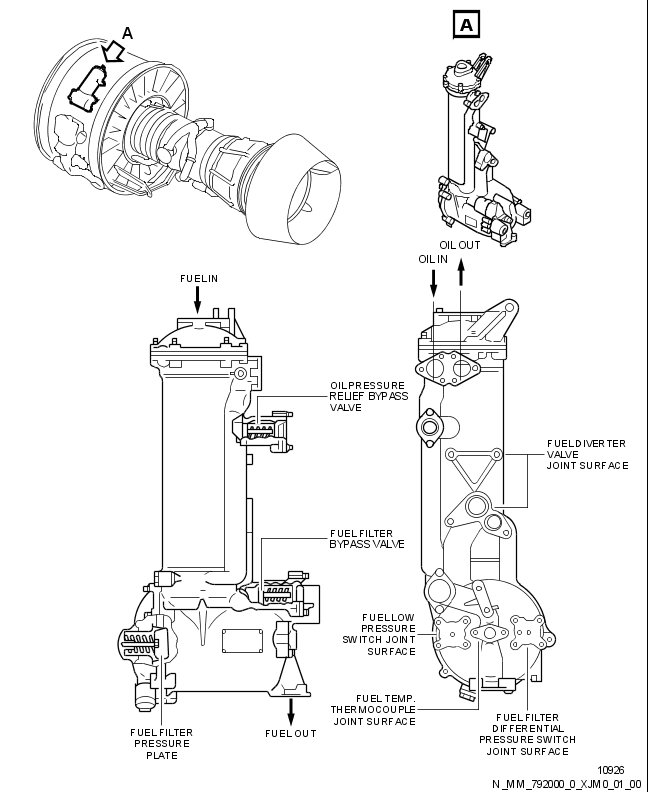 A
A
OIL OUT
OIL IN
FUEL IN
OIL PRESSURE
RELIEF BYPASS
VALVE
FUEL DIVERTER
VALVE
JOINT SURFACE
FUEL FILTER
BYPASS VALVE
FUEL LOW
PRESSURE
SWITCH JOINT
SURFACE
FUEL TEMP.
THERMOCOUPLE
JOINT SURFACE
FUEL FILTER
PRESSURE
PLATE
FUEL OUT
FUEL FILTER
DIFFERENTIAL
PRESSURE SWITCH
JOINT SURFACE
10926
N_MM_792000_0_XJM0_01_00